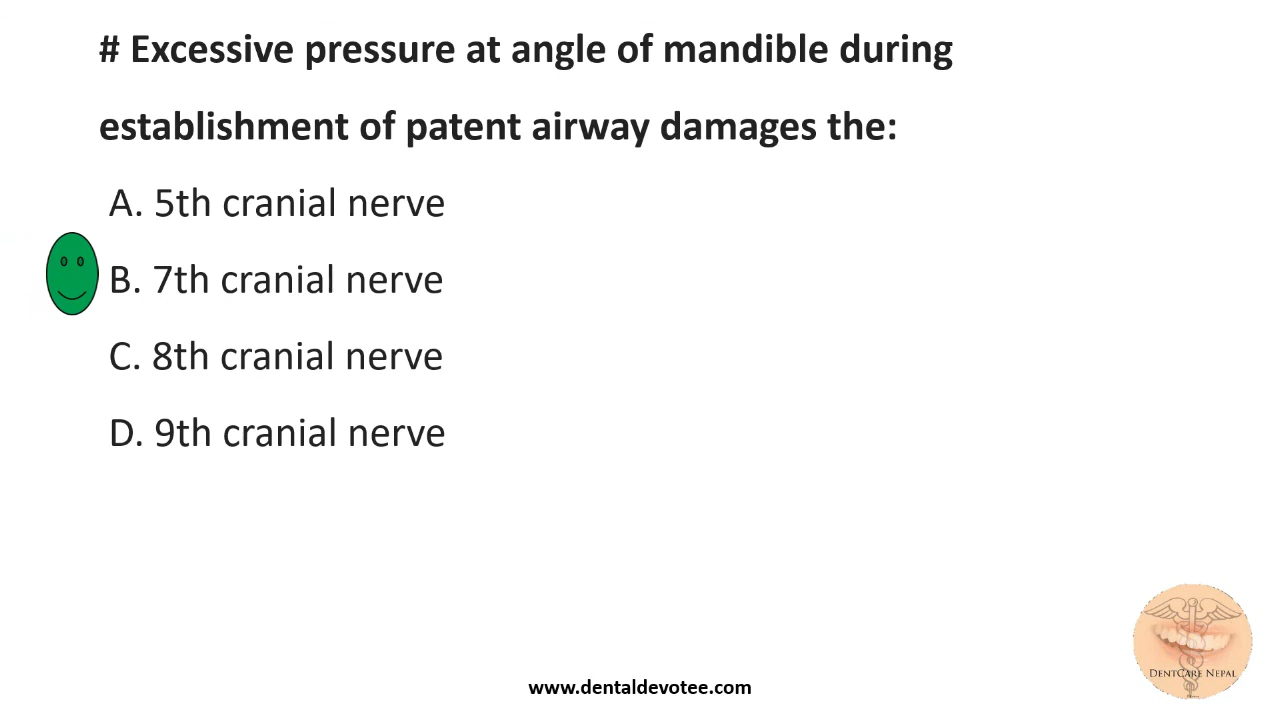 # Excessive pressure at angle of mandible during
establishment of patent airway damages the:
A. 5th cranial nerve
B. 7th cranial nerve
C. 8th cranial nerve
D. 9th cranial nerve
DENTCARE NEPAL
www.dentaldevotee.com